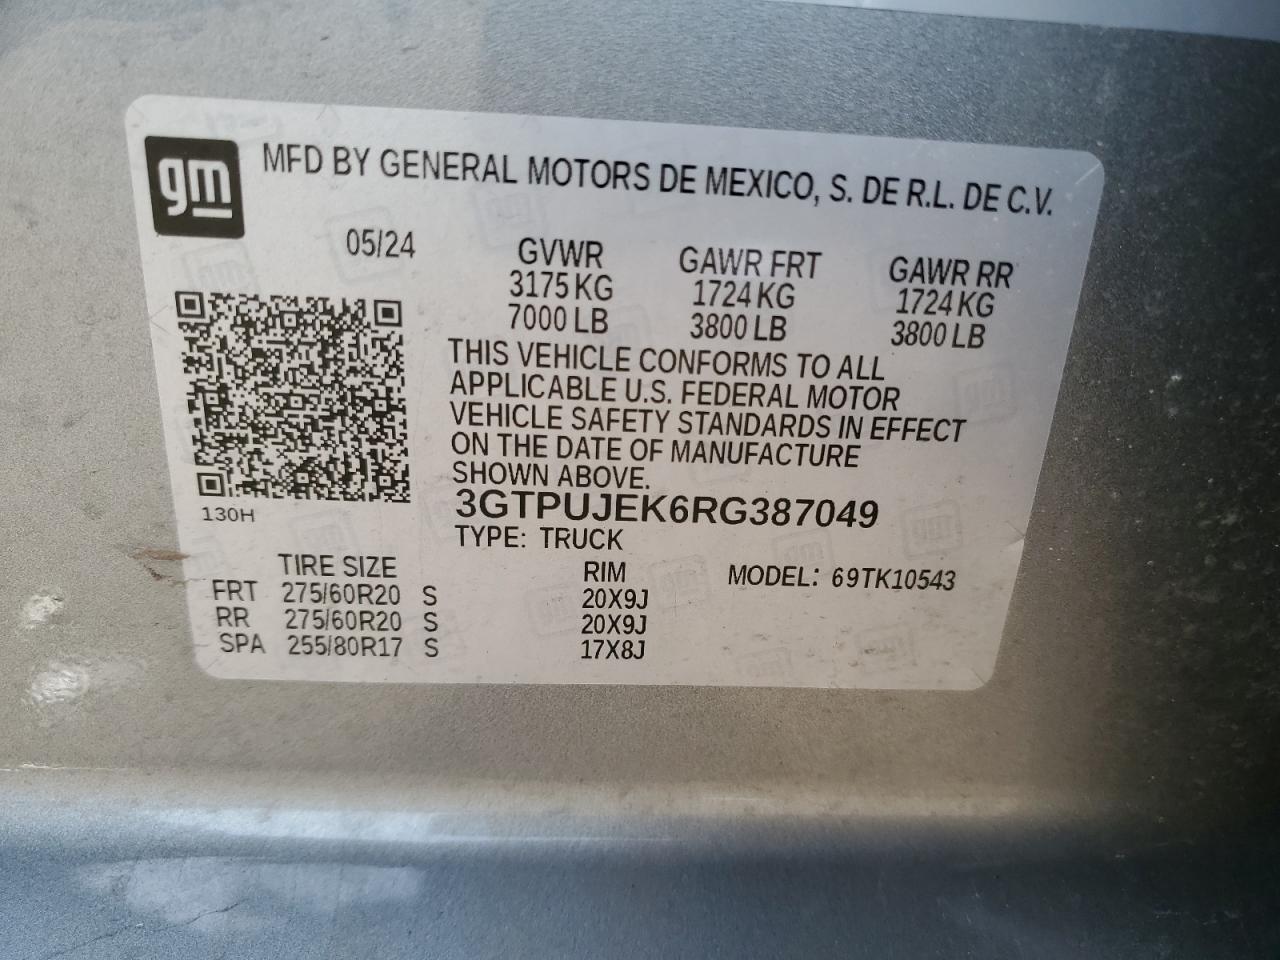 gm
MFD BY GENERAL MOTORS DE MEXICO, S. DE R.L. DE C.V.
05/24
GVWR GAWR FRT GAWR RR
3175 KG 1724 KG 1724 KG
7000 LB 3800 LB 3800 LB
THIS VEHICLE CONFORMS TO ALL
APPLICABLE U.S. FEDERAL MOTOR
VEHICLE SAFETY STANDARDS IN EFFECT
ON THE DATE OF MANUFACTURE
SHOWN ABOVE.
130H
3GTPUJEK6RG387049
TYPE: TRUCK
TIRE SIZE RIM MODEL: 69TK10543
FRT 275/60R20 S 20X9J
RR 275/60R20 S 20X9J
SPA 255/80R17 S 17X8J